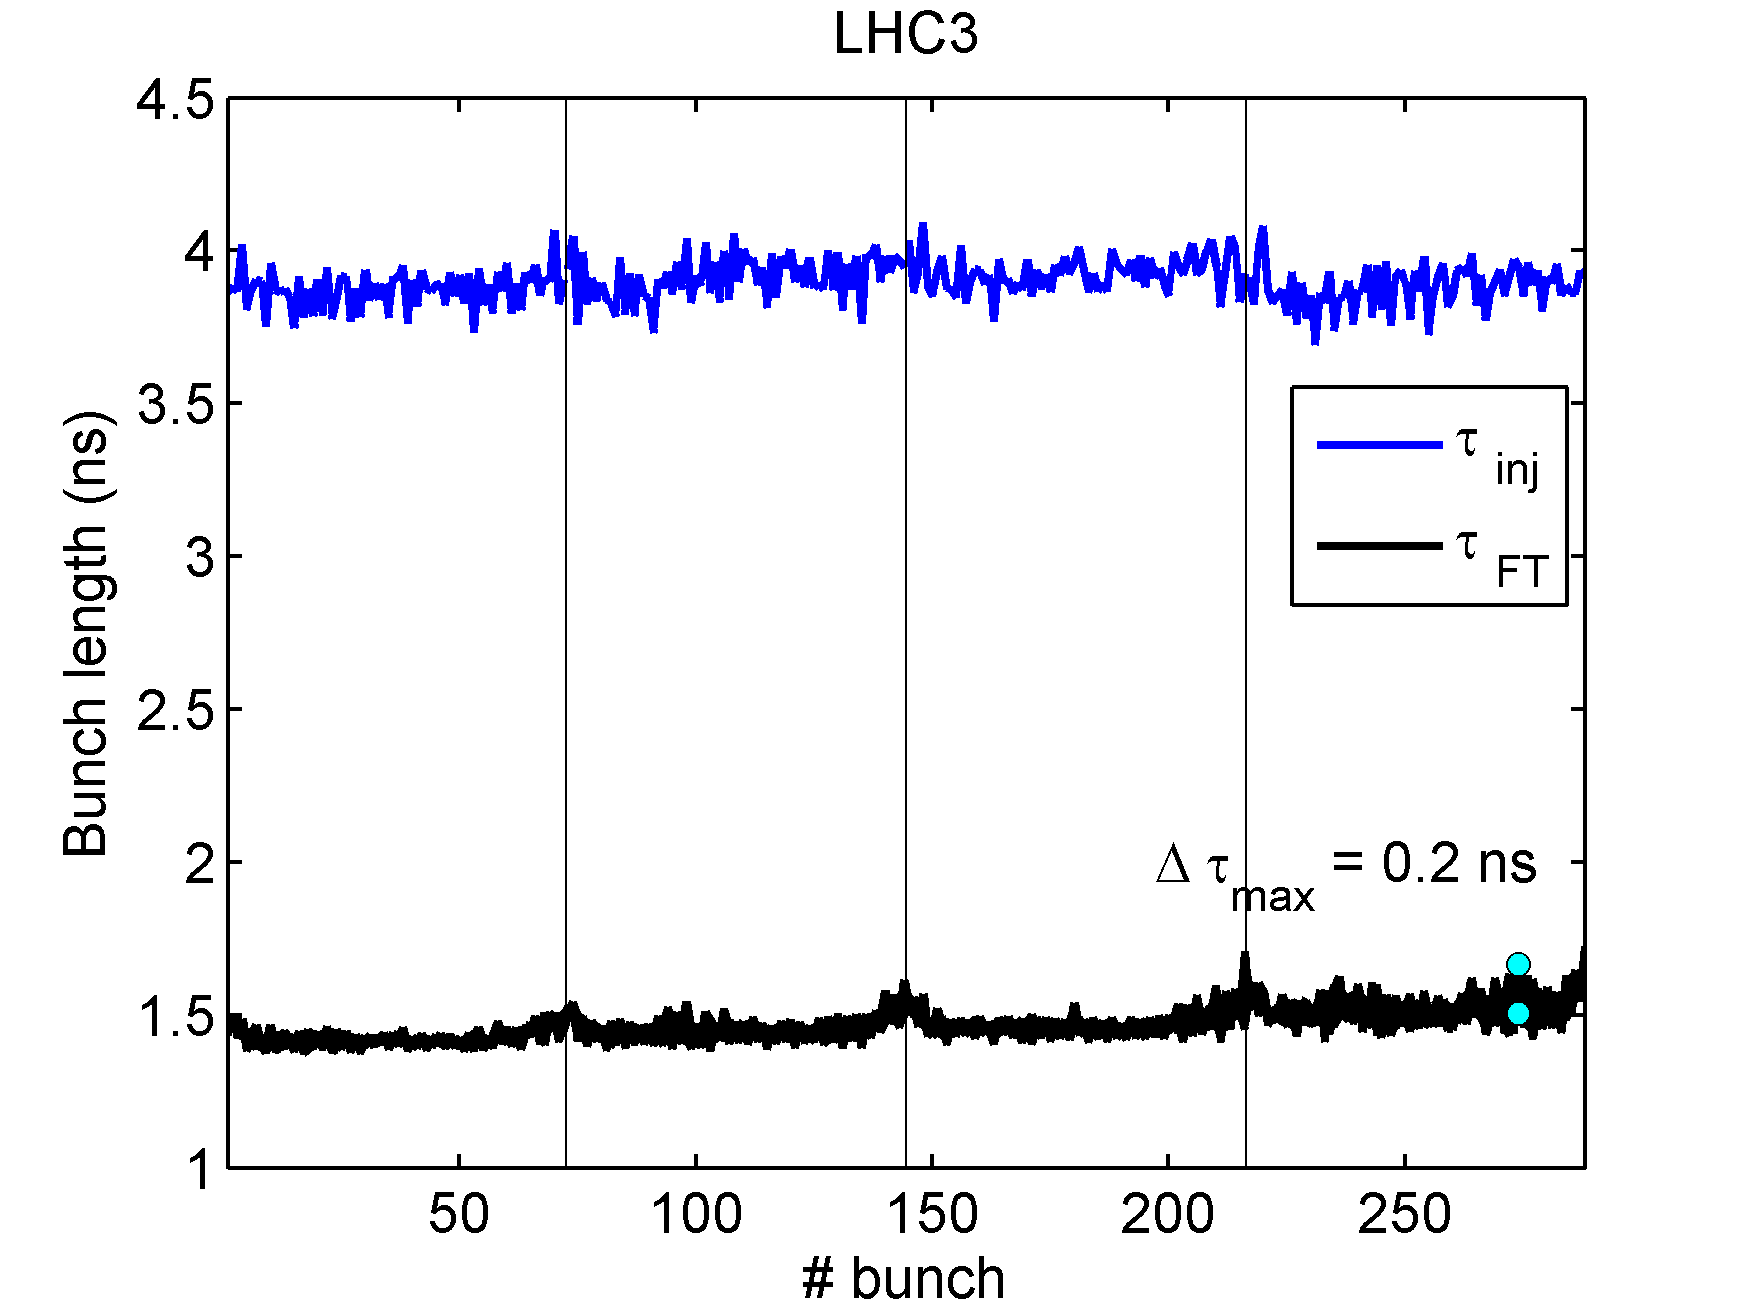 LHC3
4.5
4
3.5
3
2.5
2
1.5
1
Bunch length (ns)
τ inj
τ FT
Δ τmax = 0.2 ns
50 100 150 200 250
# bunch